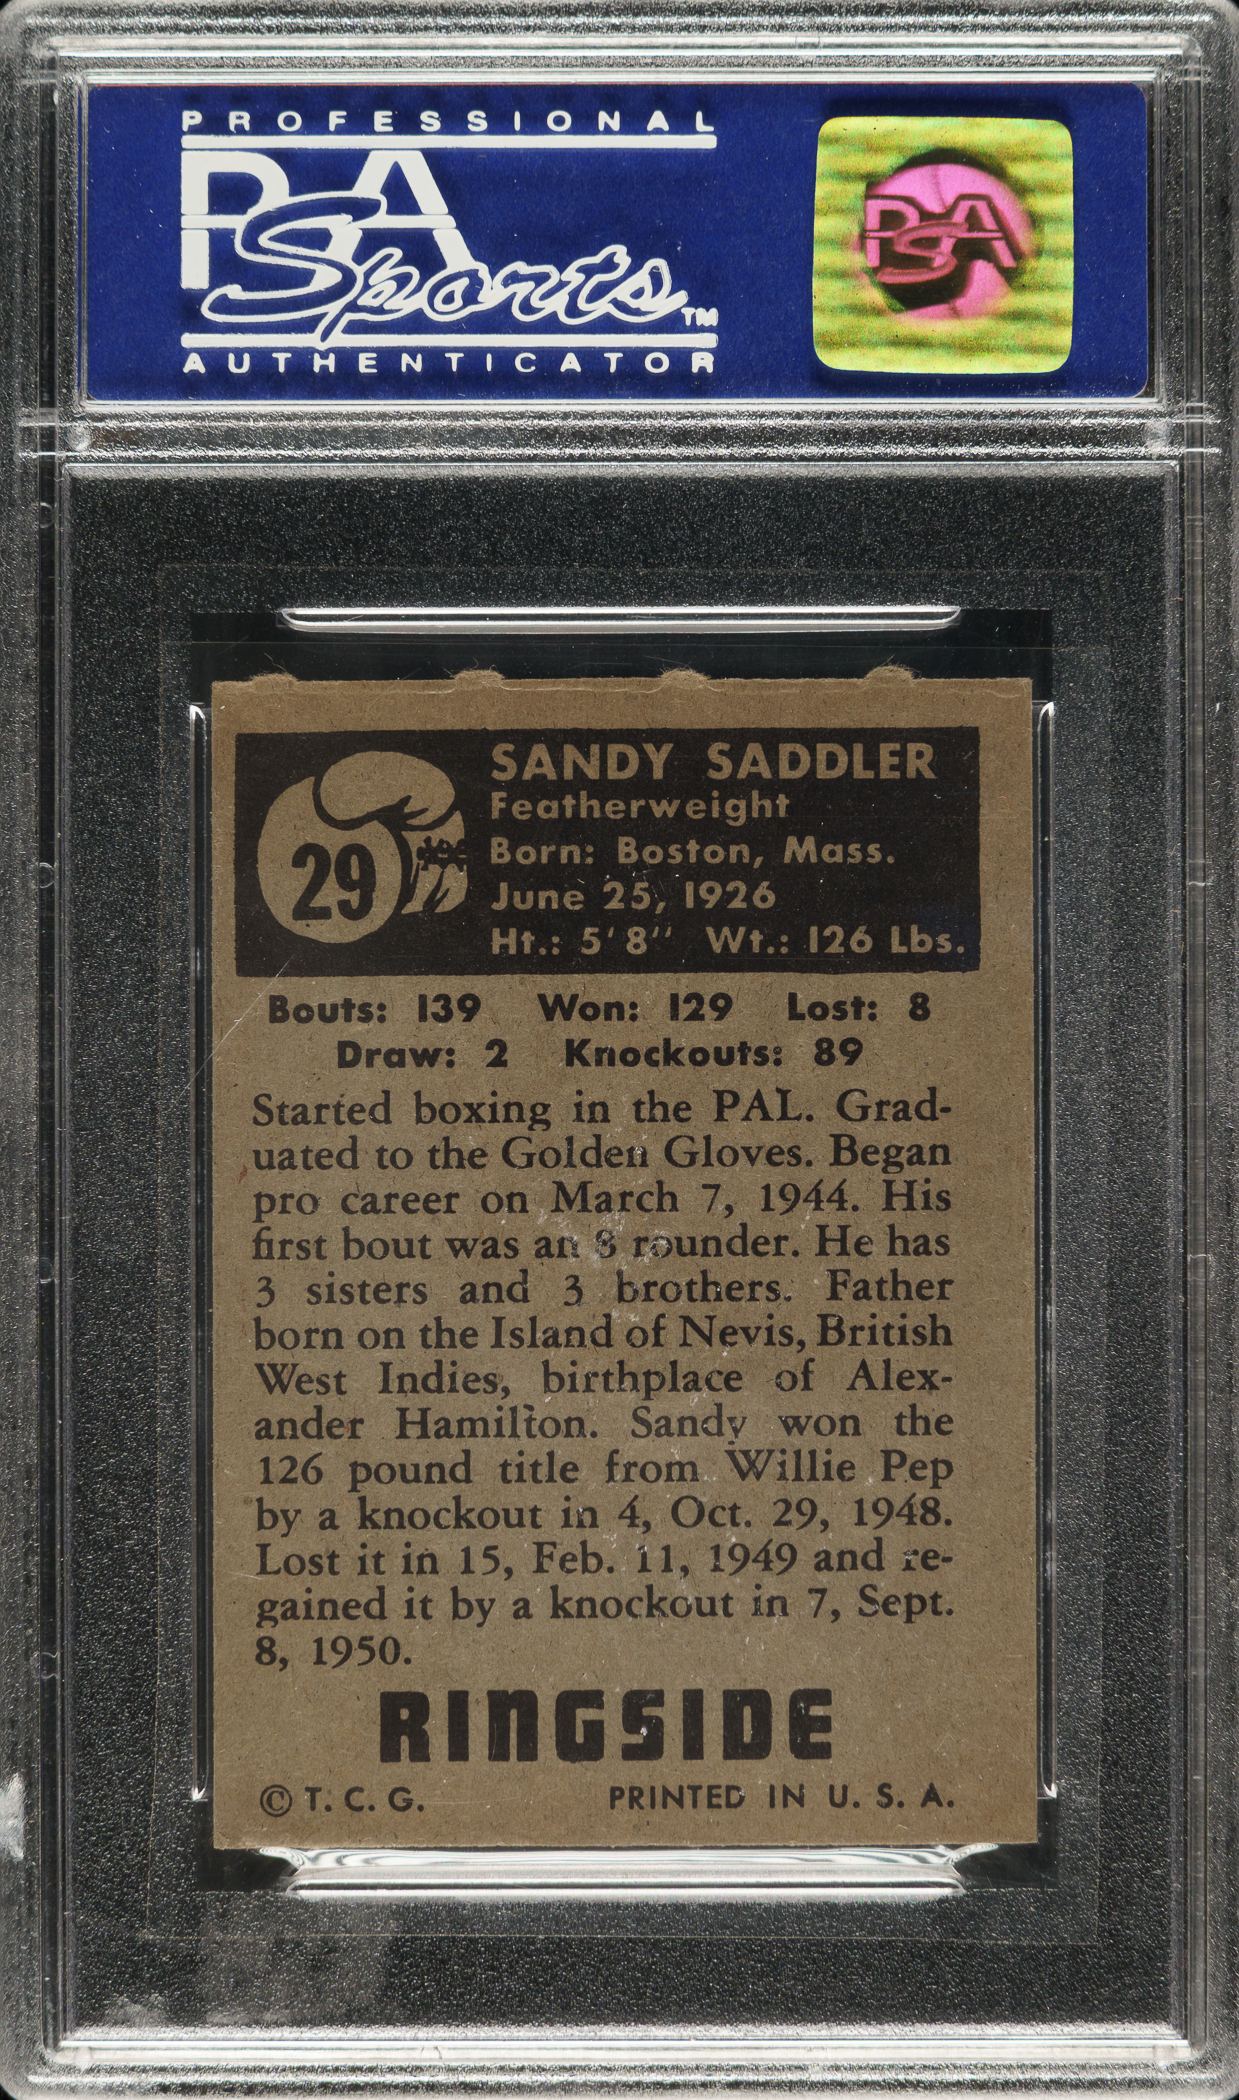 PROFESSIONAL
PSA
Sports™
AUTHENTICATOR
PSA
29
SANDY SADDLER
Featherweight
Born: Boston, Mass.
June 25, 1926
Ht.: 5'8" Wt.: 126 Lbs.
Bouts: 139 Won: 129 Lost: 8
Draw: 2 Knockouts: 89
Started boxing in the PAL. Grad-
uated to the Golden Gloves. Began
pro career on March 7, 1944. His
first bout was an 8 rounder. He has
3 sisters and 3 brothers. Father
born on the Island of Nevis, British
West Indies, birthplace of Alex-
ander Hamilton. Sandy won the
126 pound title from Willie Pep
by a knockout in 4, Oct. 29, 1948.
Lost it in 15, Feb. 11, 1949 and re-
gained it by a knockout in 7, Sept.
8, 1950.
RINGSIDE
© T. C. G. PRINTED IN U. S. A.